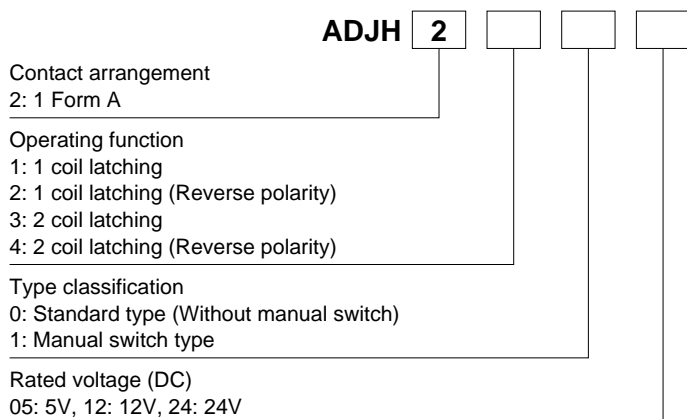 ADJH 2
Contact arrangement
2: 1 Form A
Operating function
1: 1 coil latching
2: 1 coil latching (Reverse polarity)
3: 2 coil latching
4: 2 coil latching (Reverse polarity)
Type classification
0: Standard type (Without manual switch)
1: Manual switch type
Rated voltage (DC)
05: 5V, 12: 12V, 24: 24V